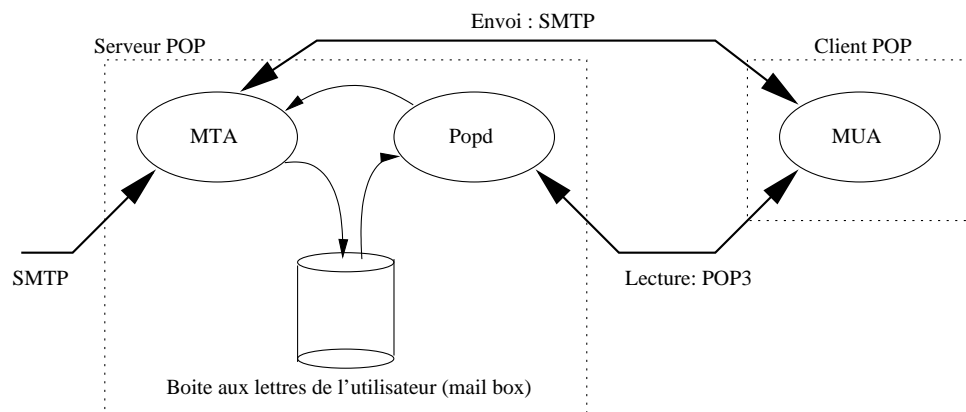 Envoi : SMTP
Serveur POP
Client POP
MTA
Popd
MUA
SMTP
Lecture: POP3
Boite aux lettres de l’utilisateur (mail box)